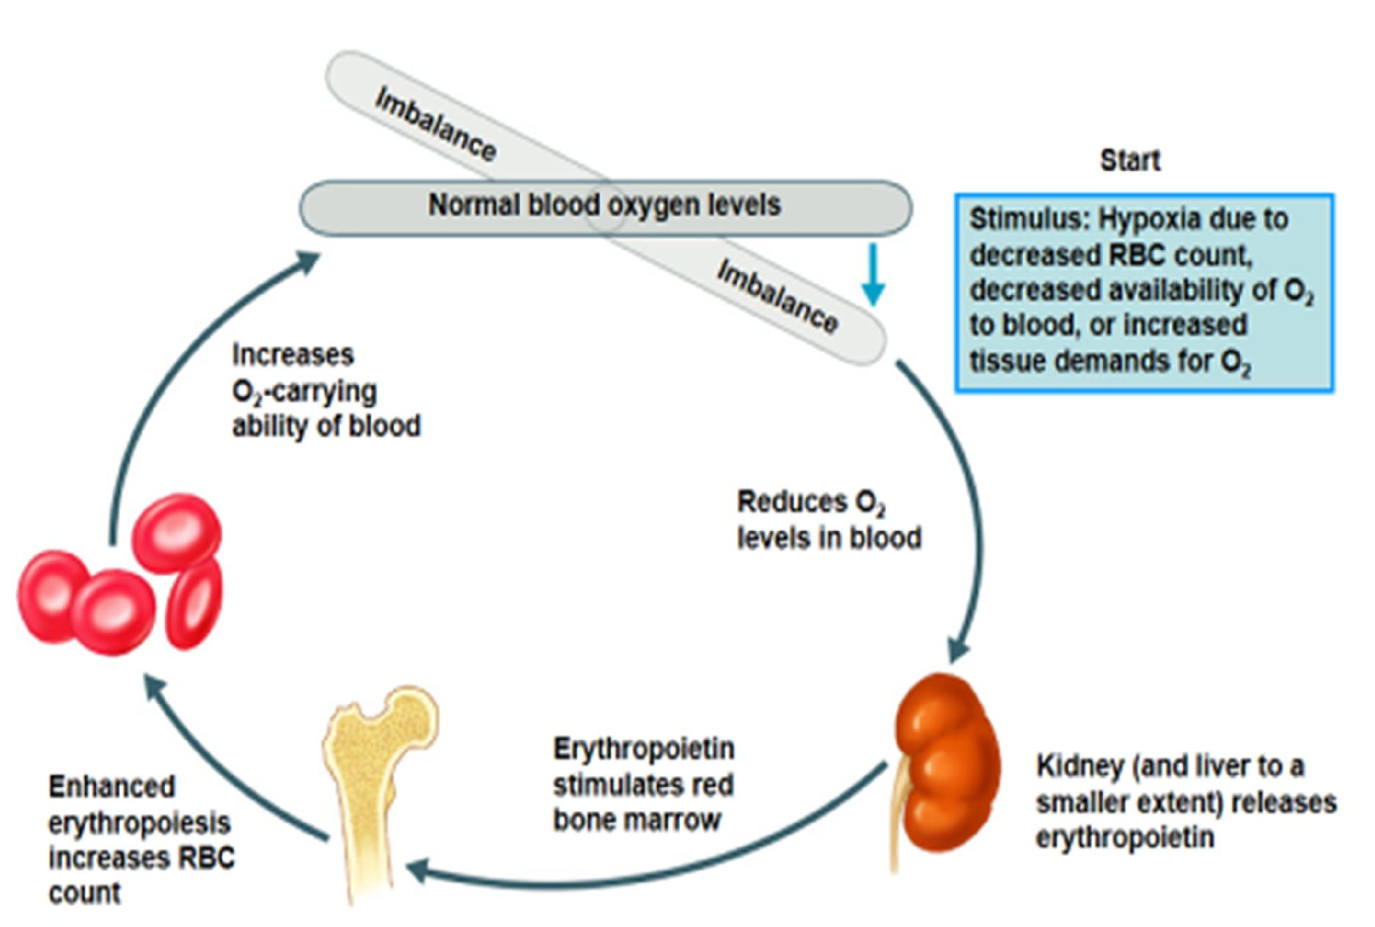 Imbalance
Normal blood oxygen levels
Imbalance
Start
Stimulus: Hypoxia due to
decreased RBC count,
decreased availability of O₂
to blood, or increased
tissue demands for O₂
Reduces O₂
levels in blood
Kidney (and liver to a
smaller extent) releases
erythropoietin
Erythropoietin
stimulates red
bone marrow
Enhanced
erythropoiesis
increases RBC
count
Increases
O₂-carrying
ability of blood